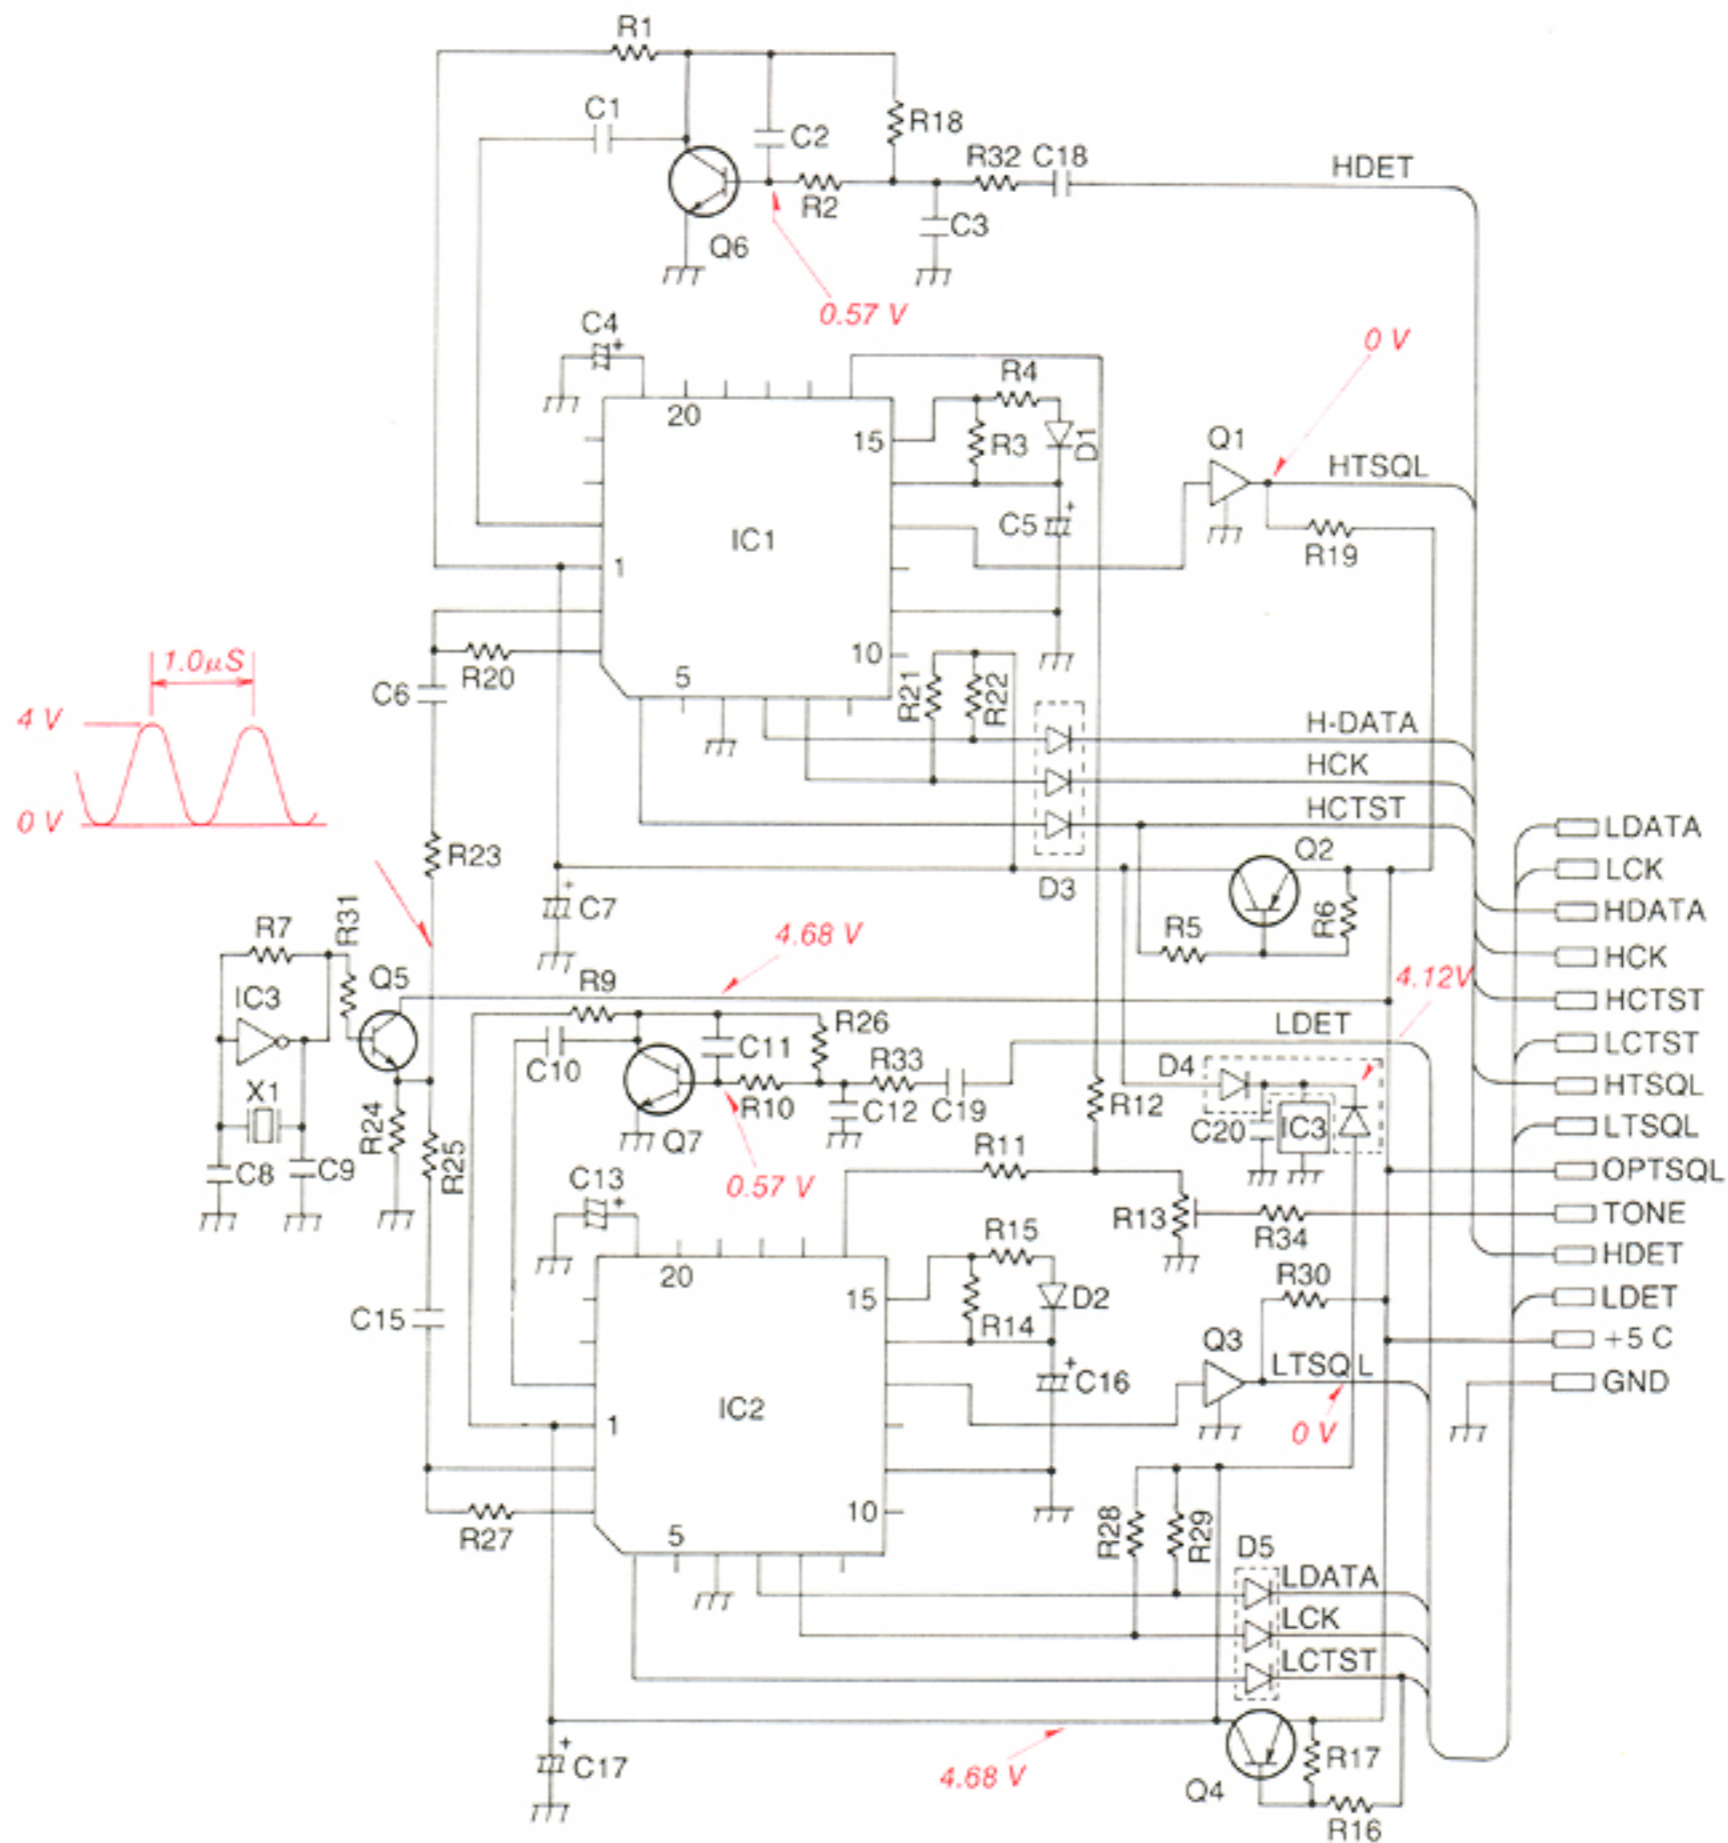 R1
C1
C2
R18
R32 C18
HDET
R2
C3
Q6
0.57 V
C4
0 V
R4
20
15
R3
D1
Q1
HTSQL
IC1
C5
R19
1
1.0µS
R20
10
5
C6
R21
R22
4 V
H-DATA
HCK
0 V
HCTST
R23
Q2
D3
C7
R5
R6
R7
R31
4.68 V
IC3
Q5
R9
4.12V
LDET
R26
C11
C10
R33
D4
X1
R10
C12
C19
R12
C20
IC3
R24
R25
Q7
R11
C8
C9
C13
0.57 V
R13
R34
R15
R30
20
15
D2
C15
R14
Q3
LTSQL
C16
IC2
1
0 V
10
R27
5
R28
R29
D5
LDATA
LCK
LCTST
C17
4.68 V
Q4
R17
R16
LDATA
LCK
HDATA
HCK
HCTST
LCTST
HTSQL
LTSQL
OPTSQL
TONE
HDET
LDET
+5 C
GND